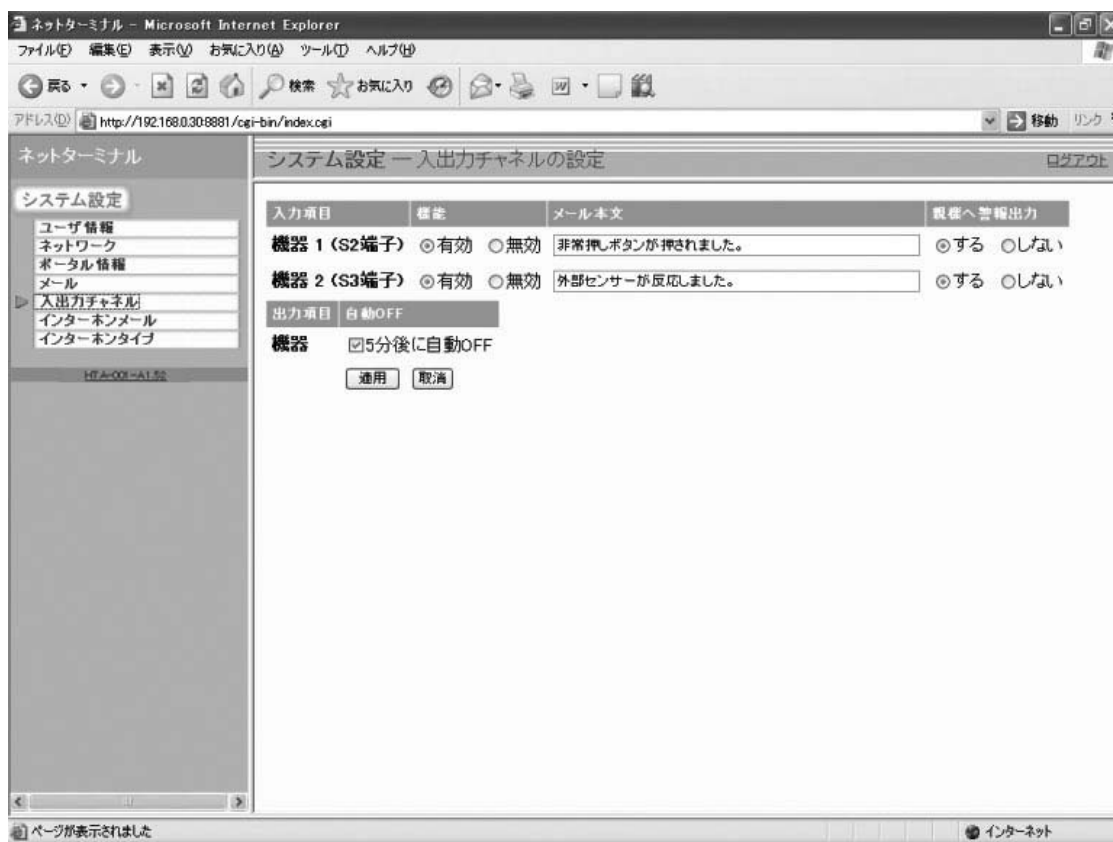 ネットターミナル - Microsoft Internet Explorer
ファイル(F) 編集(E) 表示(V) お気に入り(A) ツール(T) ヘルプ(H)
戻る 検索 お気に入り
アドレス(D) http://192.168.0.30:8881/cgi-bin/index.cgi 移動 リンク
ネットターミナル
システム設定 ー 入出力チャネルの設定 ログアウト
システム設定
ユーザ情報
ネットワーク
ポータル情報
メール
入出力チャネル
インターホンメール
インターホンタイプ
HTA-001-A1.52
入力項目 機能 メール本文 親機へ警報出力
機器 1 (S2端子) 有効 無効 非常押しボタンが押されました。 する しない
機器 2 (S3端子) 有効 無効 外部センサーが反応しました。 する しない
出力項目 自動OFF
機器 5分後に自動OFF
適用 取消
ページが表示されました インターネット